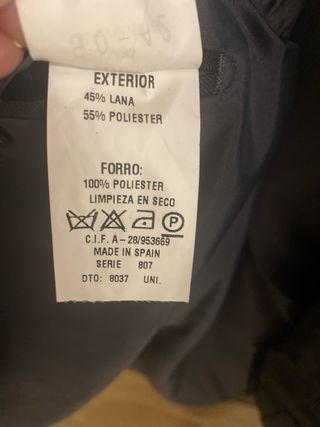 EXTERIOR
45% LANA
55% POLIESTER
FORRO:
100% POLIESTER
LIMPIEZA EN SECO
P
C.I.F. A-28/953669
MADE IN SPAIN
SERIE 807
DTO: 8037 UNI.